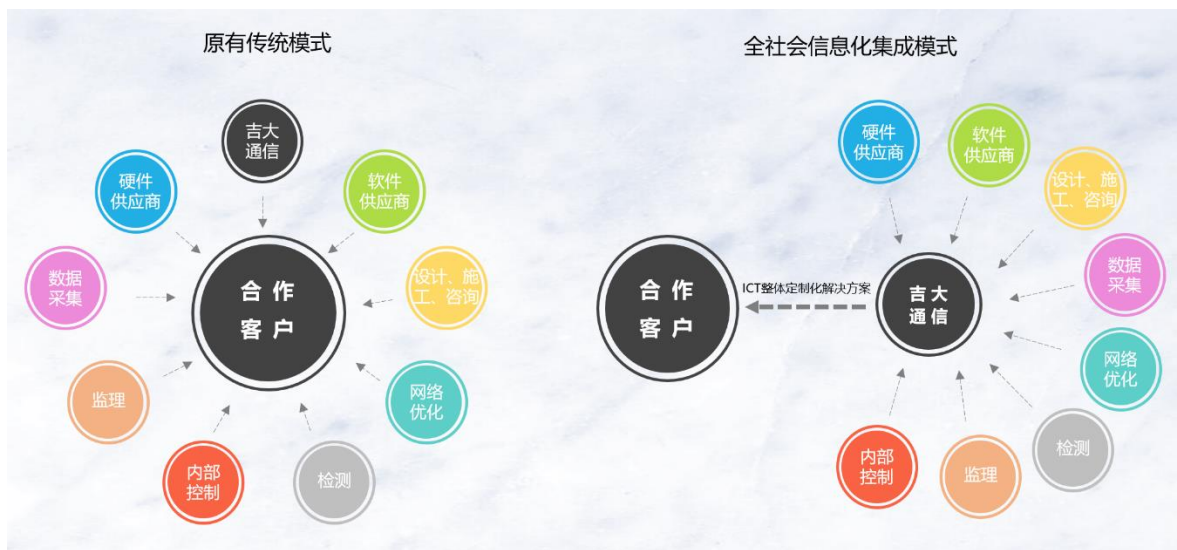 原有传统模式
吉大
通信
硬件
供应商
软件
供应商
数据
采集
合作
客户
设计、施
工、咨询
监理
网络
优化
内部
控制
检测
全社会信息化集成模式
硬件
供应商
软件
供应商
设计、施
工、咨询
数据
采集
合作
客户
ICT整体定制化解决方案
吉大
通信
网络
优化
检测
内部
控制
监理